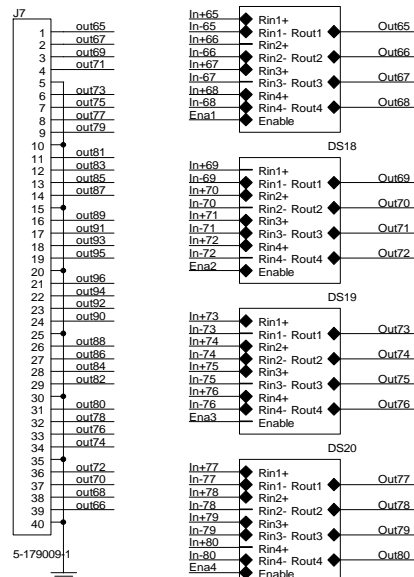 J7
1 out65
2 out67
3 out69
4 out71
5
6 out73
7 out75
8 out77
9 out79
10
11 out81
12 out83
13 out85
14 out87
15
16 out89
17 out91
18 out93
19 out95
20
21 out96
22 out94
23 out92
24 out90
25
26 out88
27 out86
28 out84
29 out82
30
31 out80
32 out78
33 out76
34 out74
35
36 out72
37 out70
38 out68
39 out66
40
5-179009-1
In+65 Rin1+
In-65 Rin1- Rout1 Out65
In+66 Rin2+
In-66 Rin2- Rout2 Out66
In+67 Rin3+
In-67 Rin3- Rout3 Out67
In+68 Rin4+
In-68 Rin4- Rout4 Out68
Ena1 Enable
DS18
In+69 Rin1+
In-69 Rin1- Rout1 Out69
In+70 Rin2+
In-70 Rin2- Rout2 Out70
In+71 Rin3+
In-71 Rin3- Rout3 Out71
In+72 Rin4+
In-72 Rin4- Rout4 Out72
Ena2 Enable
DS19
In+73 Rin1+
In-73 Rin1- Rout1 Out73
In+74 Rin2+
In-74 Rin2- Rout2 Out74
In+75 Rin3+
In-75 Rin3- Rout3 Out75
In+76 Rin4+
In-76 Rin4- Rout4 Out76
Ena3 Enable
DS20
In+77 Rin1+
In-77 Rin1- Rout1 Out77
In+78 Rin2+
In-78 Rin2- Rout2 Out78
In+79 Rin3+
In-79 Rin3- Rout3 Out79
In+80 Rin4+
In-80 Rin4- Rout4 Out80
Ena4 Enable